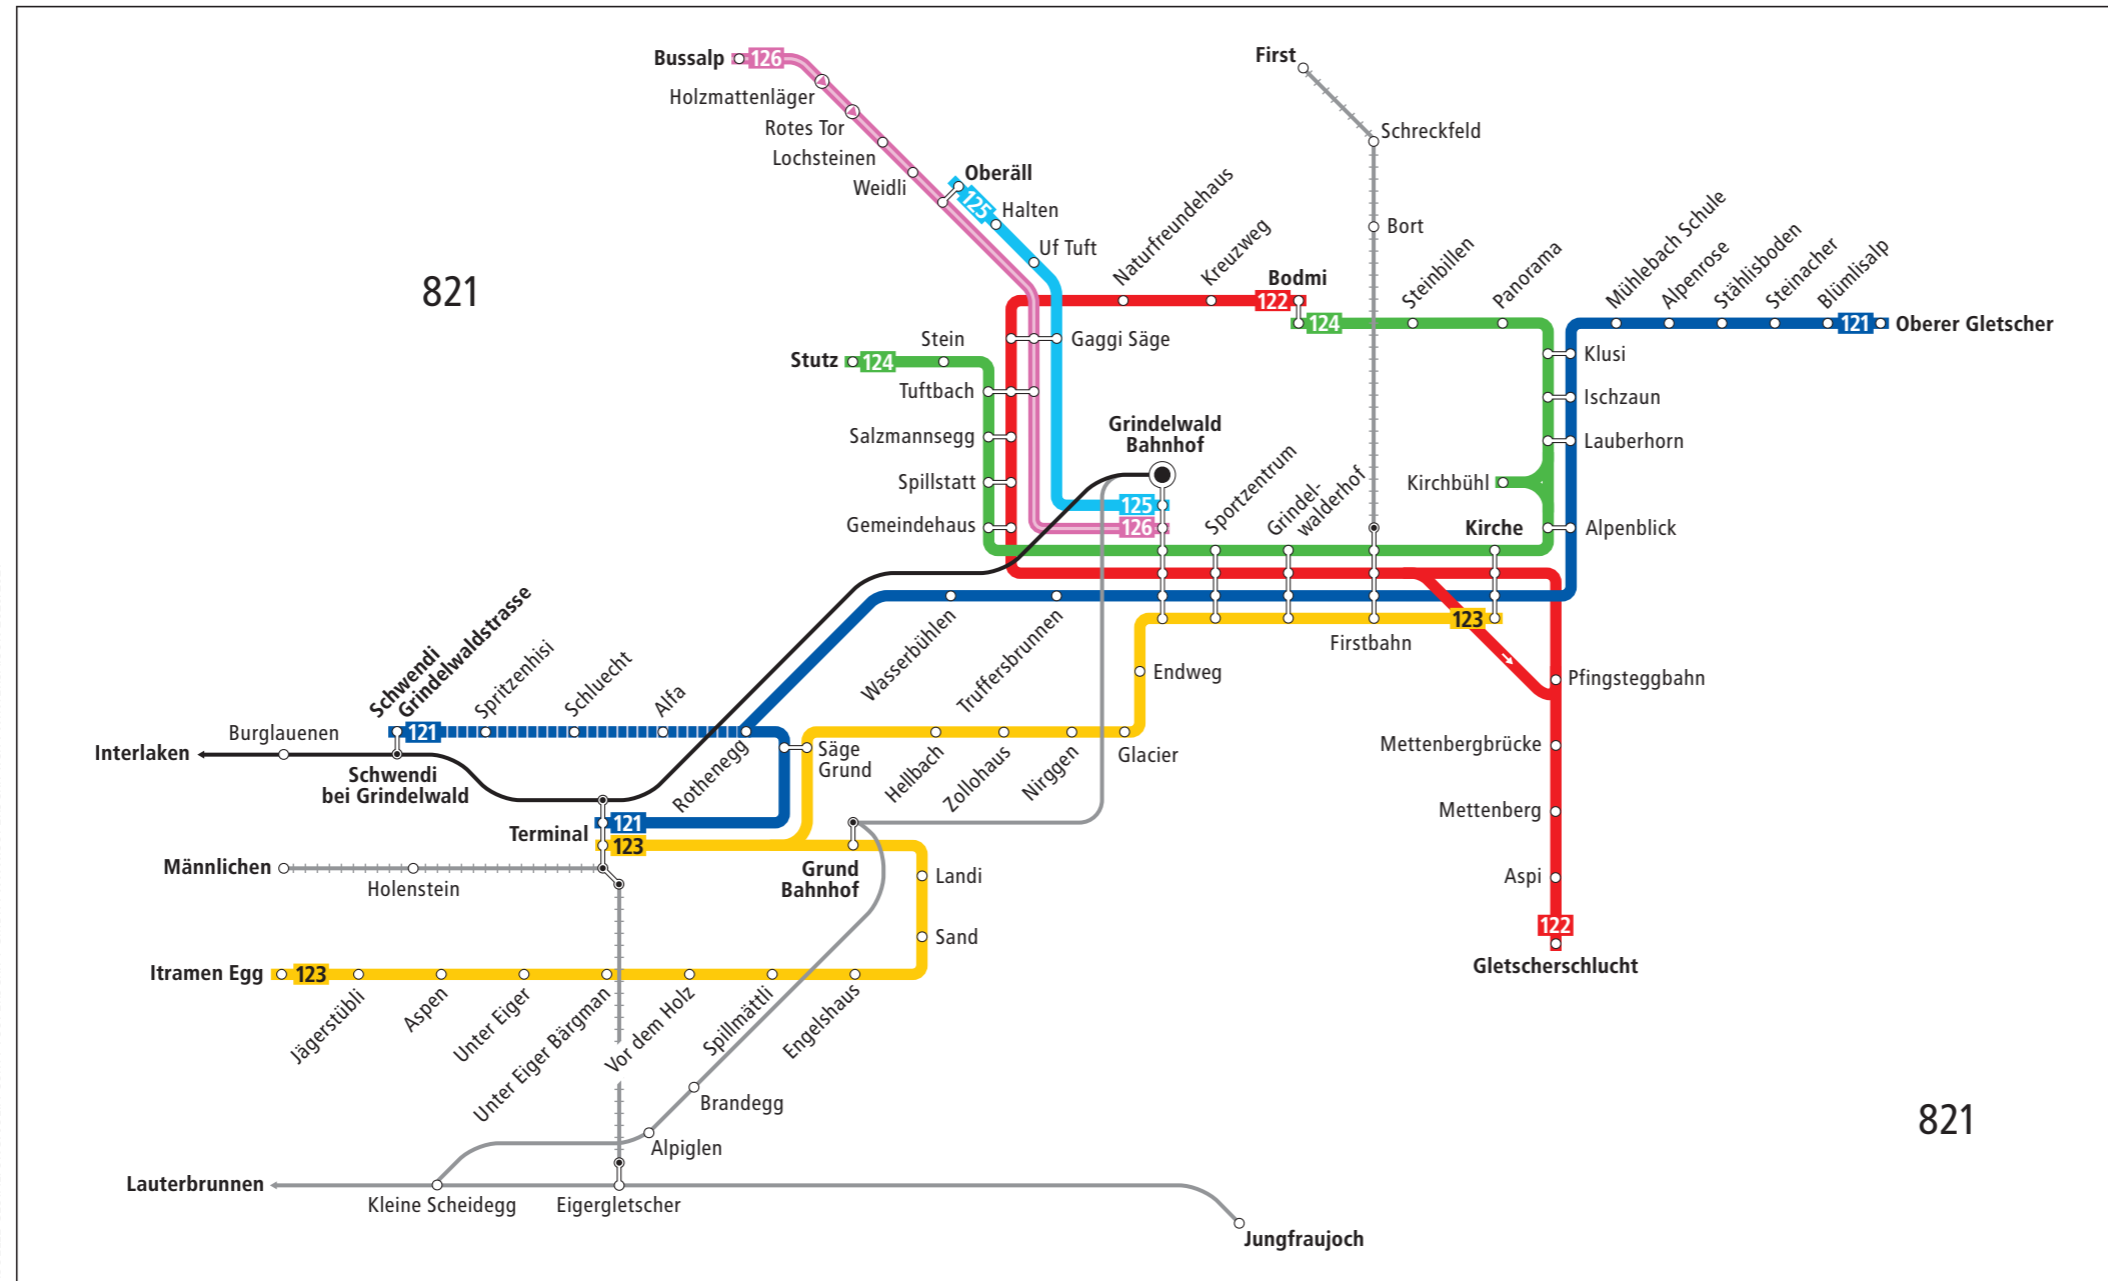 Bussalp
126
First
Holzmattenläger
Rotes Tor
Schreckfeld
Lochsteinen
Weidli
Oberäll
125
Halten
Uf Tuft
Naturfreundehaus
Kreuzweg
Bort
Bodmi
122
124
Steinbillen
Panorama
Mühlebach Schule
Alpenrose
Stählisboden
Steinacher
Blümlisalp
121
Oberer Gletscher
821
Stein
Stutz
124
Gaggi Säge
Klusi
Tuftbach
Ischzaun
Salzmannsegg
Grindelwald
Bahnhof
Lauberhorn
Spillstatt
Kirchbühl
125
Sportzentrum
Grindel-
walderhof
Gemeindehaus
126
Kirche
Alpenblick
Wasserbühlen
Truffersbrunnen
123
Firstbahn
Endweg
Pfingsteggbahn
Schwendi
Grindelwaldstrasse
Spritzenhisi
Schluecht
Alfa
Burglauenen
121
Interlaken
Schwendi
bei Grindelwald
Rothenegg
Säge
Grund
Hellbach
Zollohaus
Nirggen
Glacier
Mettenbergbrücke
Terminal
121
123
Mettenberg
Männlichen
Holenstein
Grund
Bahnhof
Landi
Aspi
Sand
122
Gletscherschlucht
Itramen Egg
123
Jägerstübli
Aspen
Unter Eiger
Unter Eiger Bärgman
Vor dem Holz
Spillmättli
Engelshaus
Brandegg
821
Alpiglen
Lauterbrunnen
Kleine Scheidegg
Eigergletscher
Jungfraujoch